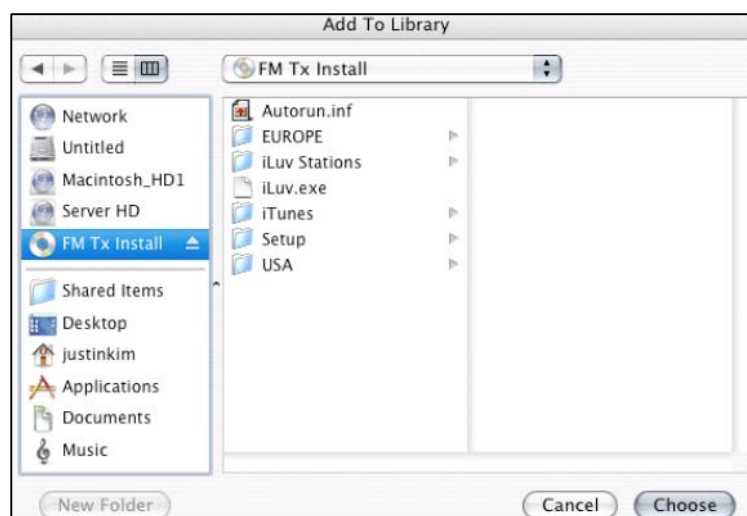 Add To Library
FM Tx Install
Network
Untitled
Macintosh_HD1
Server HD
FM Tx Install
Shared Items
Desktop
justinkim
Applications
Documents
Music
Autorun.inf
EUROPE
iLuv Stations
iLuv.exe
iTunes
Setup
USA
New Folder
Cancel
Choose